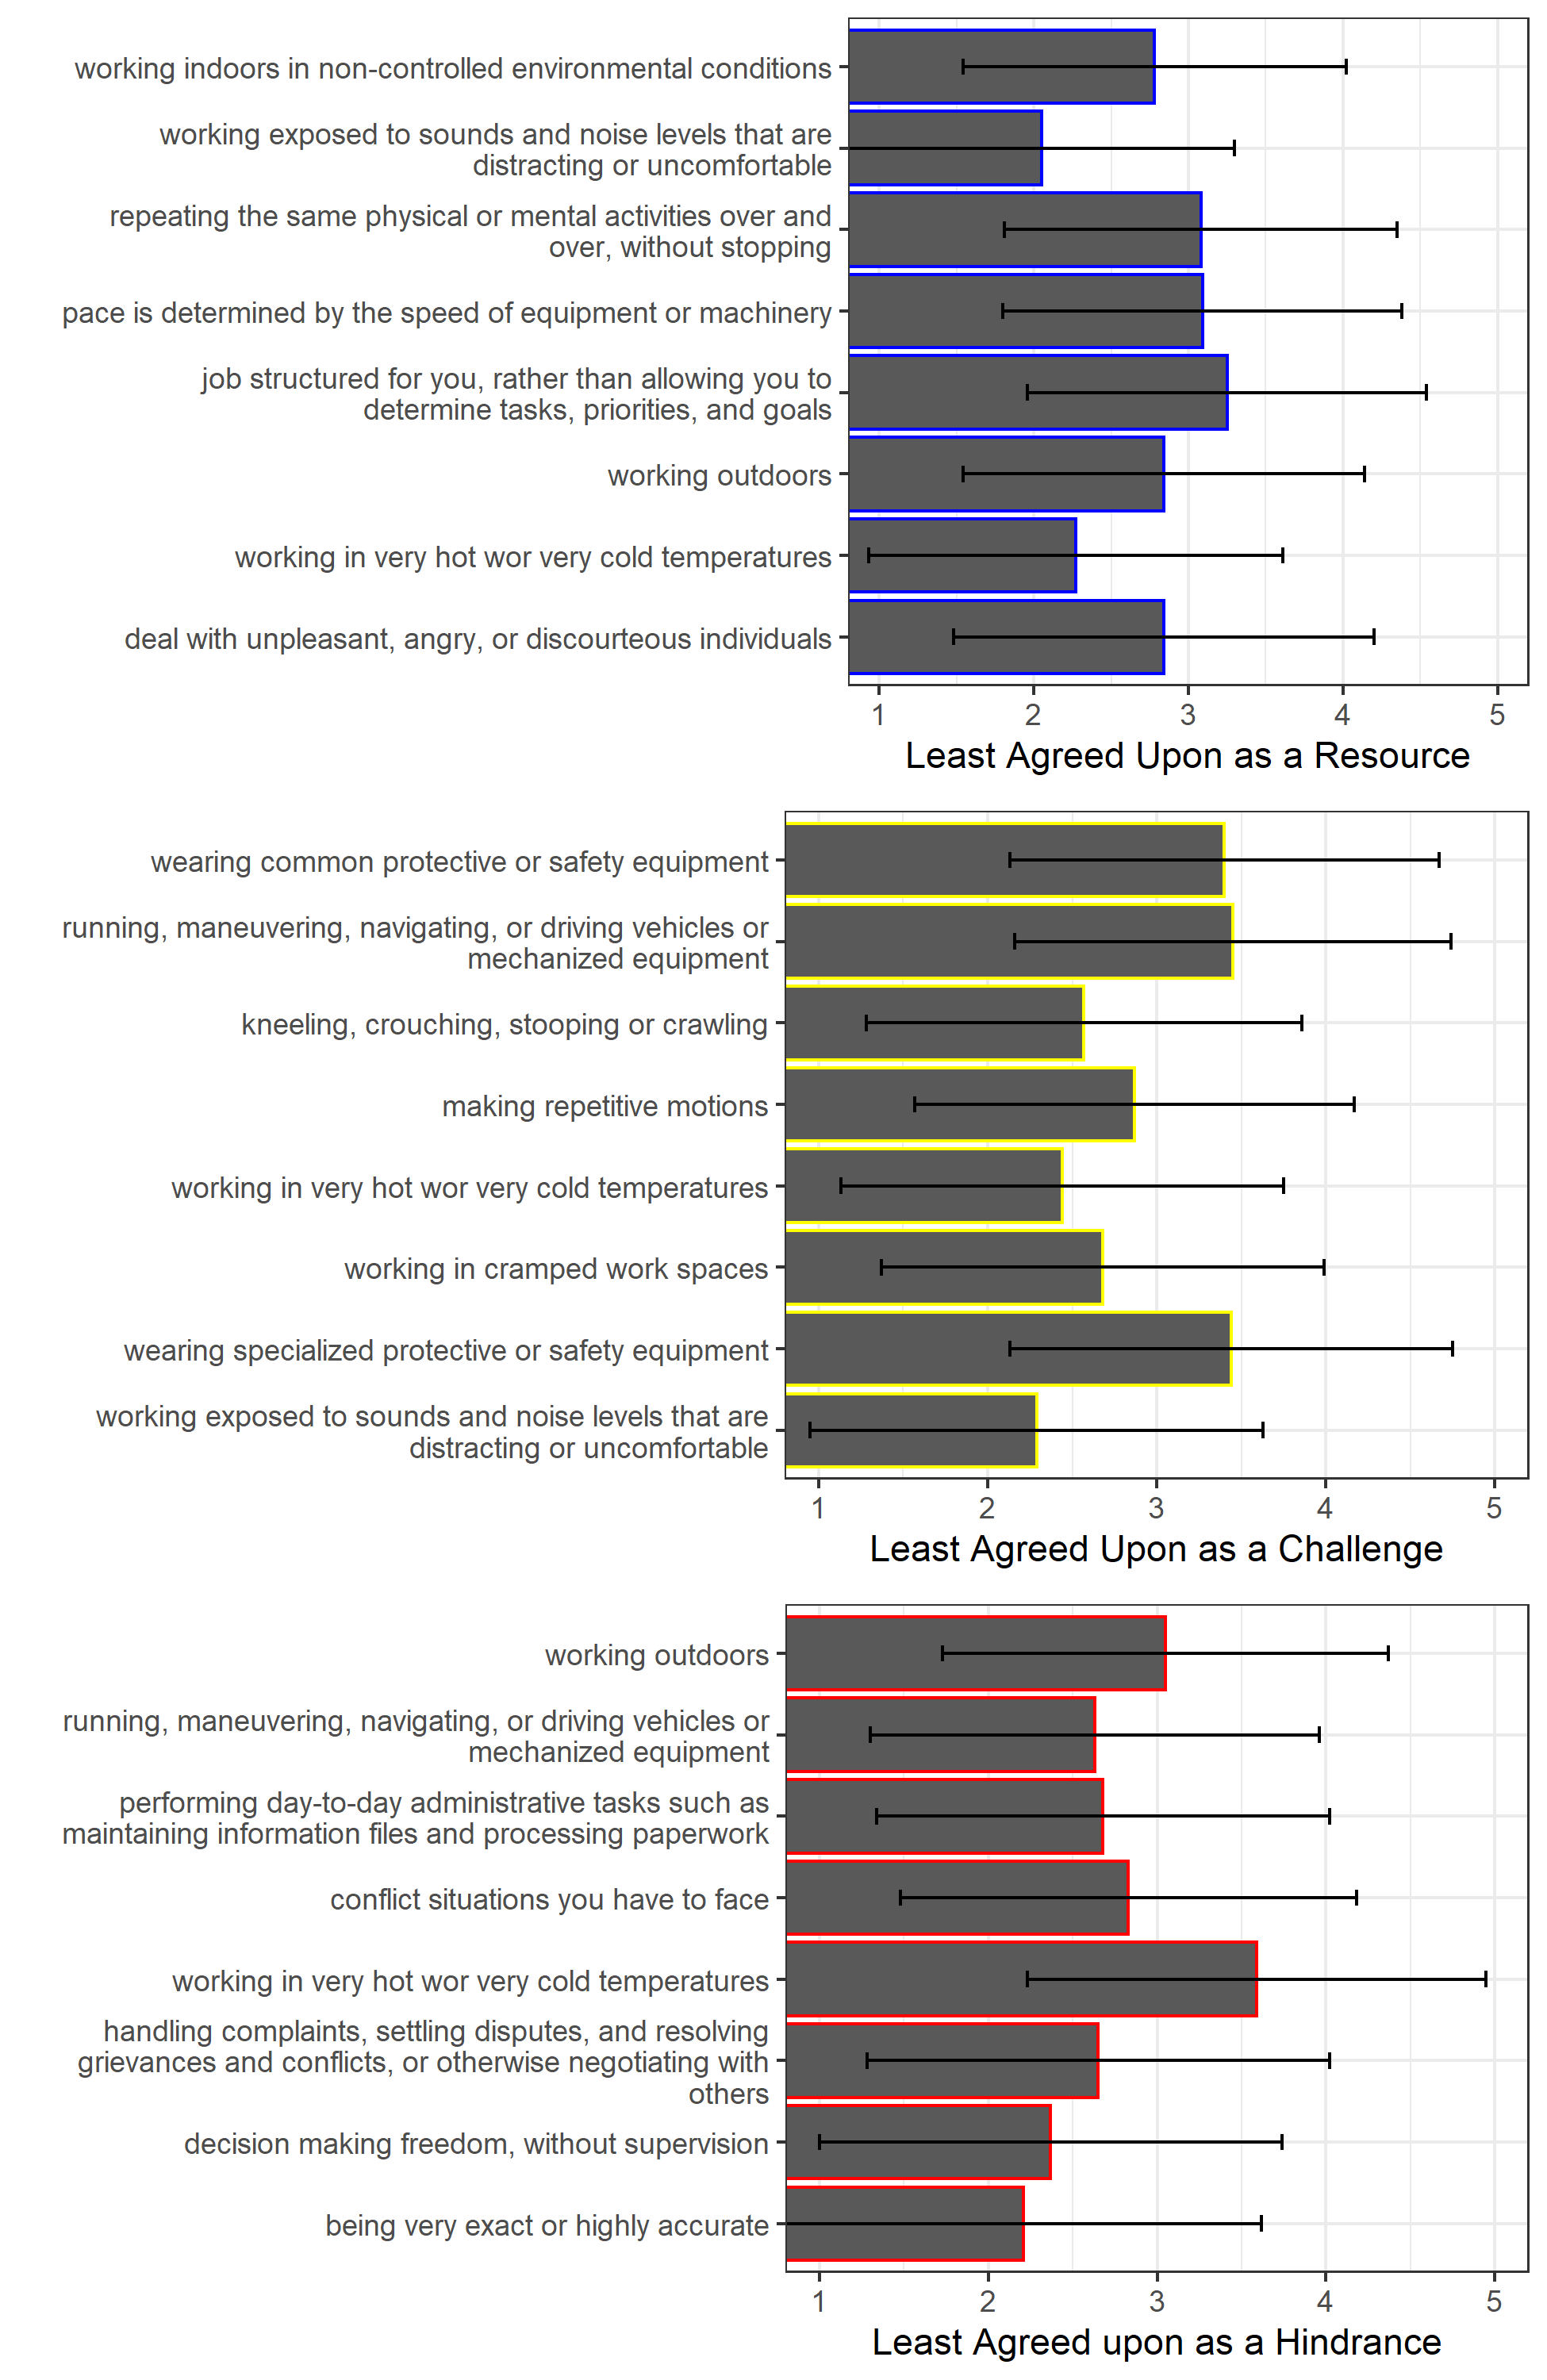 working indoors in non-controlled environmental conditions
working exposed to sounds and noise levels that are
distracting or uncomfortable
repeating the same physical or mental activities over and
over, without stopping
pace is determined by the speed of equipment or machinery
job structured for you, rather than allowing you to
determine tasks, priorities, and goals
working outdoors
working in very hot wor very cold temperatures
deal with unpleasant, angry, or discourteous individuals
1 2 3 4 5
Least Agreed Upon as a Resource
wearing common protective or safety equipment
running, maneuvering, navigating, or driving vehicles or
mechanized equipment
kneeling, crouching, stooping or crawling
making repetitive motions
working in very hot wor very cold temperatures
working in cramped work spaces
wearing specialized protective or safety equipment
working exposed to sounds and noise levels that are
distracting or uncomfortable
1 2 3 4 5
Least Agreed Upon as a Challenge
working outdoors
running, maneuvering, navigating, or driving vehicles or
mechanized equipment
performing day-to-day administrative tasks such as
maintaining information files and processing paperwork
conflict situations you have to face
working in very hot wor very cold temperatures
handling complaints, settling disputes, and resolving
grievances and conflicts, or otherwise negotiating with
others
decision making freedom, without supervision
being very exact or highly accurate
1 2 3 4 5
Least Agreed upon as a Hindrance